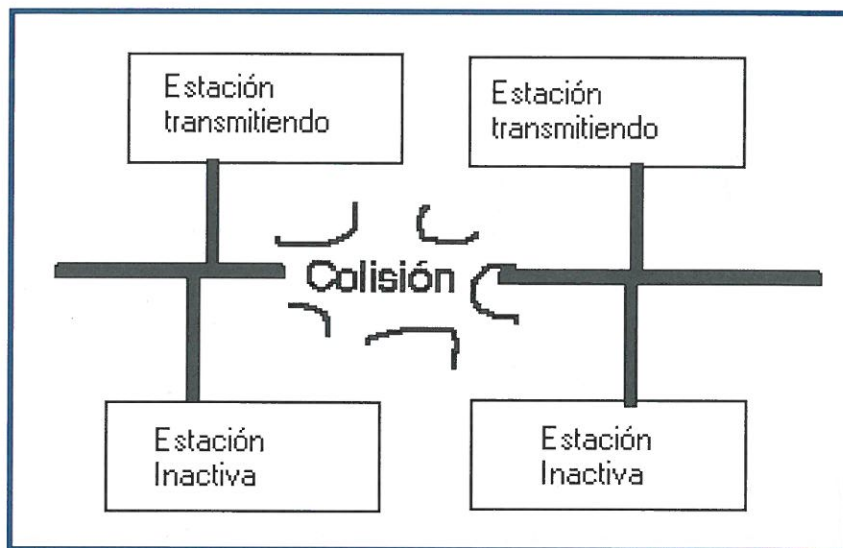 Estación
transmitiendo
Estación
transmitiendo
Colisión
Estación
Inactiva
Estación
Inactiva